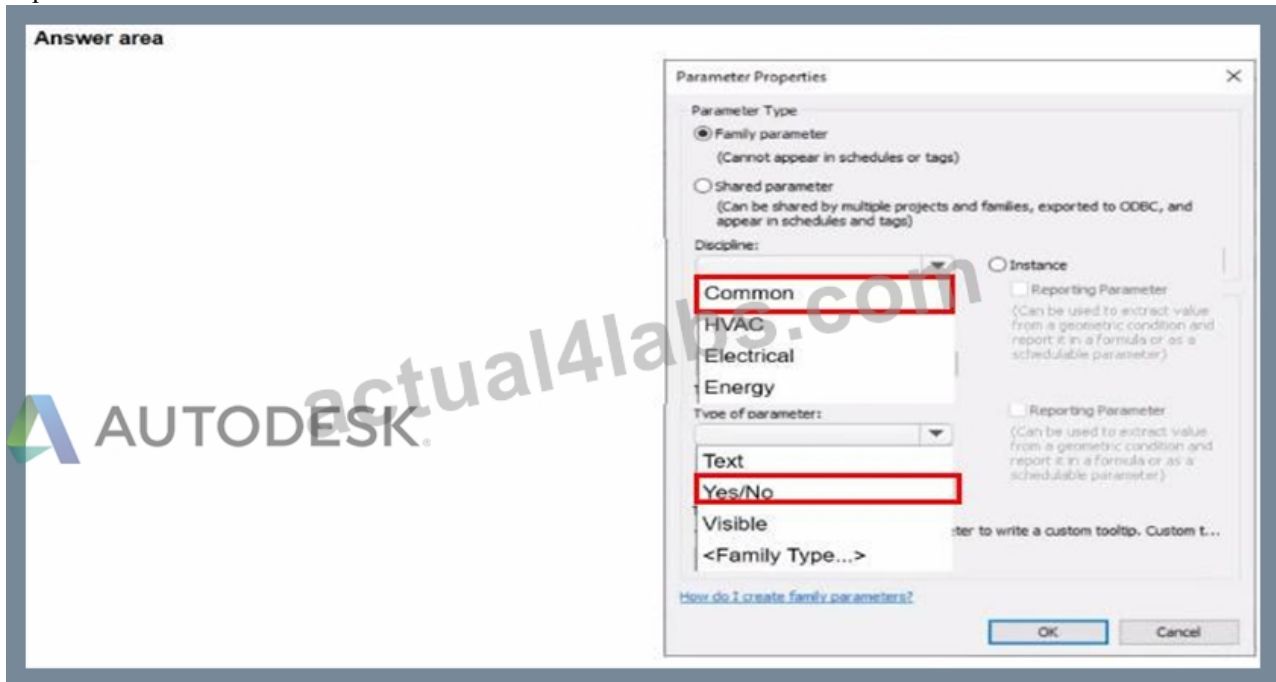 Answer area
Parameter Properties
Parameter Type
Family parameter
(Cannot appear in schedules or tags)
Shared parameter
(Can be shared by multiple projects and families, exported to ODBC, and
appear in schedules and tags)
Discipline:
Common
HVAC
Electrical
Energy
Instance
Reporting Parameter
(Can be used to extract value
from a geometric condition and
report it in a formula or as a
schedulable parameter)
Type of parameter:
Text
Yes/No
Visible
<Family Type...>
Reporting Parameter
(Can be used to extract value
from a geometric condition and
report it in a formula or as a
schedulable parameter)
to write a custom tooltip. Custom t...
How do I create family parameters?
OK
Cancel
AUTODESK
actual4labs.com